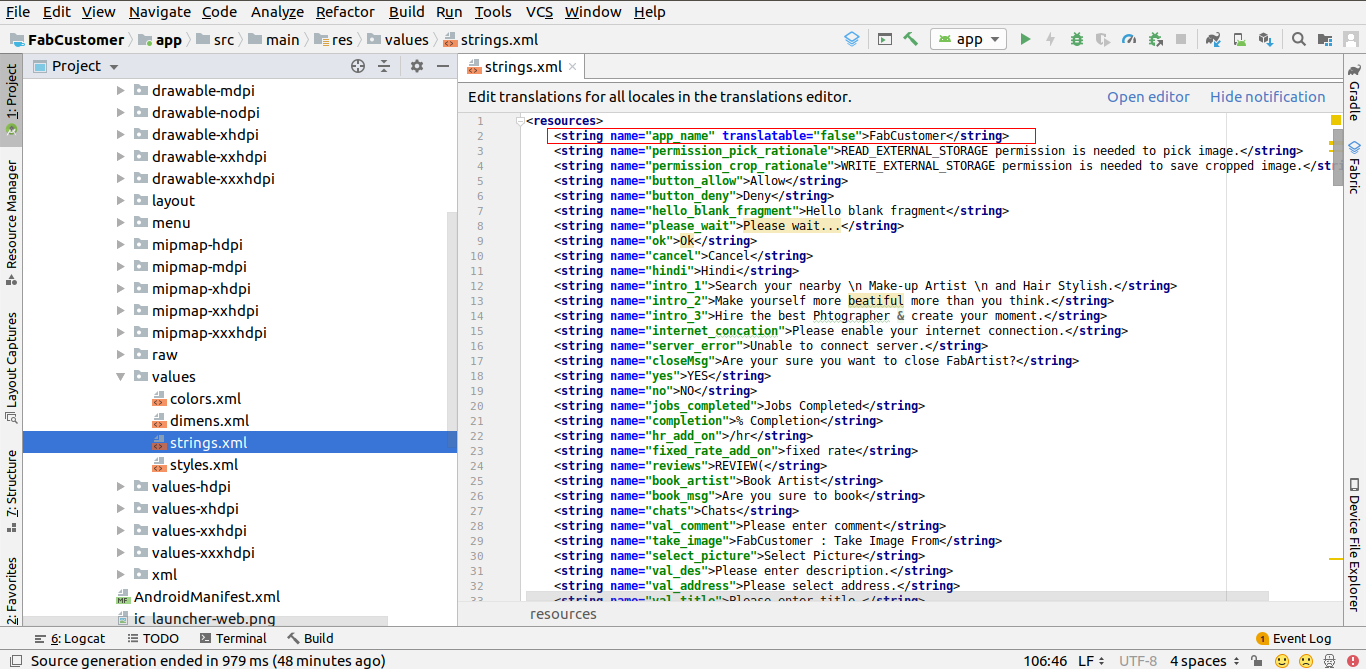 File Edit View Navigate Code Analyze Refactor Build Run Tools VCS Window Help
FabCustomer app src main res values strings.xml app
1: Project
Resource Manager
Layout Captures
7: Structure
2: Favorites
Project
drawable-mdpi
drawable-nodpi
drawable-xhdpi
drawable-xxhdpi
drawable-xxxhdpi
layout
menu
mipmap-hdpi
mipmap-mdpi
mipmap-xhdpi
mipmap-xxhdpi
mipmap-xxxhdpi
raw
values
colors.xml
dimens.xml
strings.xml
styles.xml
values-hdpi
values-xhdpi
values-xxhdpi
values-xxxhdpi
xml
AndroidManifest.xml
ic_launcher-web.png
strings.xml
Edit translations for all locales in the translations editor. Open editor Hide notification
1 <resources>
2 <string name="app_name" translatable="false">FabCustomer</string>
3 <string name="permission_pick_rationale">READ_EXTERNAL_STORAGE permission is needed to pick image.</string>
4 <string name="permission_crop_rationale">WRITE_EXTERNAL_STORAGE permission is needed to save cropped image.</stri
5 <string name="button_allow">Allow</string>
6 <string name="button_deny">Deny</string>
7 <string name="hello_blank_fragment">Hello blank fragment</string>
8 <string name="please_wait">Please wait...</string>
9 <string name="ok">Ok</string>
10 <string name="cancel">Cancel</string>
11 <string name="hindi">Hindi</string>
12 <string name="intro_1">Search your nearby \n Make-up Artist \n and Hair Stylish.</string>
13 <string name="intro_2">Make yourself more beatiful more than you think.</string>
14 <string name="intro_3">Hire the best Phtographer & create your moment.</string>
15 <string name="internet_concation">Please enable your internet connection.</string>
16 <string name="server_error">Unable to connect server.</string>
17 <string name="closeMsg">Are your sure you want to close FabArtist?</string>
18 <string name="yes">YES</string>
19 <string name="no">NO</string>
20 <string name="jobs_completed">Jobs Completed</string>
21 <string name="completion">% Completion</string>
22 <string name="hr_add_on">/hr</string>
23 <string name="fixed_rate_add_on">fixed rate</string>
24 <string name="reviews">REVIEW(</string>
25 <string name="book_artist">Book Artist</string>
26 <string name="book_msg">Are you sure to book</string>
27 <string name="chats">Chats</string>
28 <string name="val_comment">Please enter comment</string>
29 <string name="take_image">FabCustomer : Take Image From</string>
30 <string name="select_picture">Select Picture</string>
31 <string name="val_des">Please enter description.</string>
32 <string name="val_address">Please select address.</string>
33 <string name="val_title">Please enter title.</string>
resources
Gradle
Fabric
Device File Explorer
6: Logcat TODO Terminal Build 1 Event Log
Source generation ended in 979 ms (48 minutes ago) 106:46 LF UTF-8 4 spaces